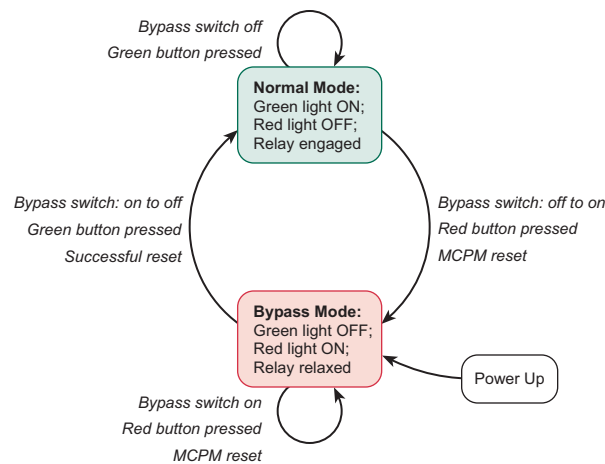 Bypass switch off
Green button pressed
Normal Mode:
Green light ON;
Red light OFF;
Relay engaged
Bypass switch: on to off
Green button pressed
Successful reset
Bypass switch: off to on
Red button pressed
MCPM reset
Bypass Mode:
Green light OFF;
Red light ON;
Relay relaxed
Power Up
Bypass switch on
Red button pressed
MCPM reset